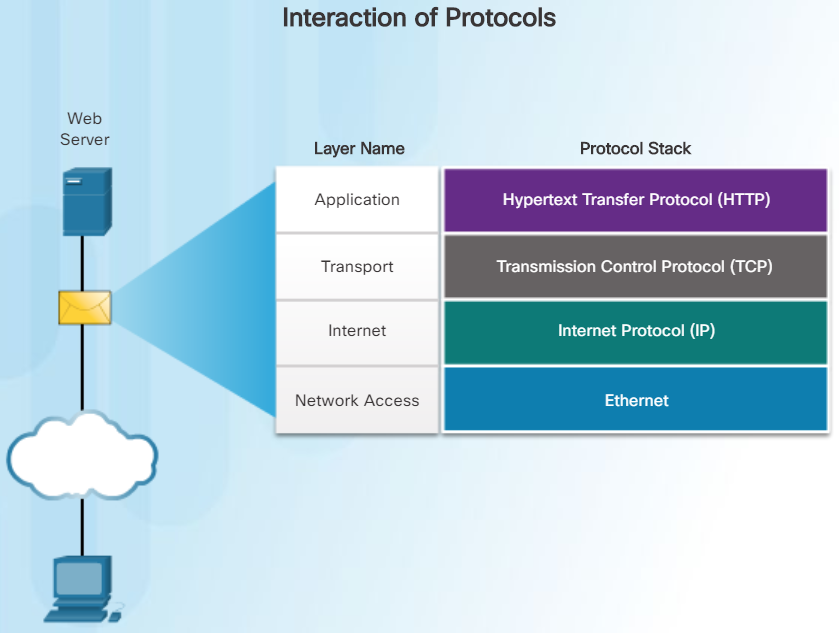 Interaction of Protocols
Web
Server
Layer Name
Protocol Stack
Application
Hypertext Transfer Protocol (HTTP)
Transport
Transmission Control Protocol (TCP)
Internet
Internet Protocol (IP)
Network Access
Ethernet